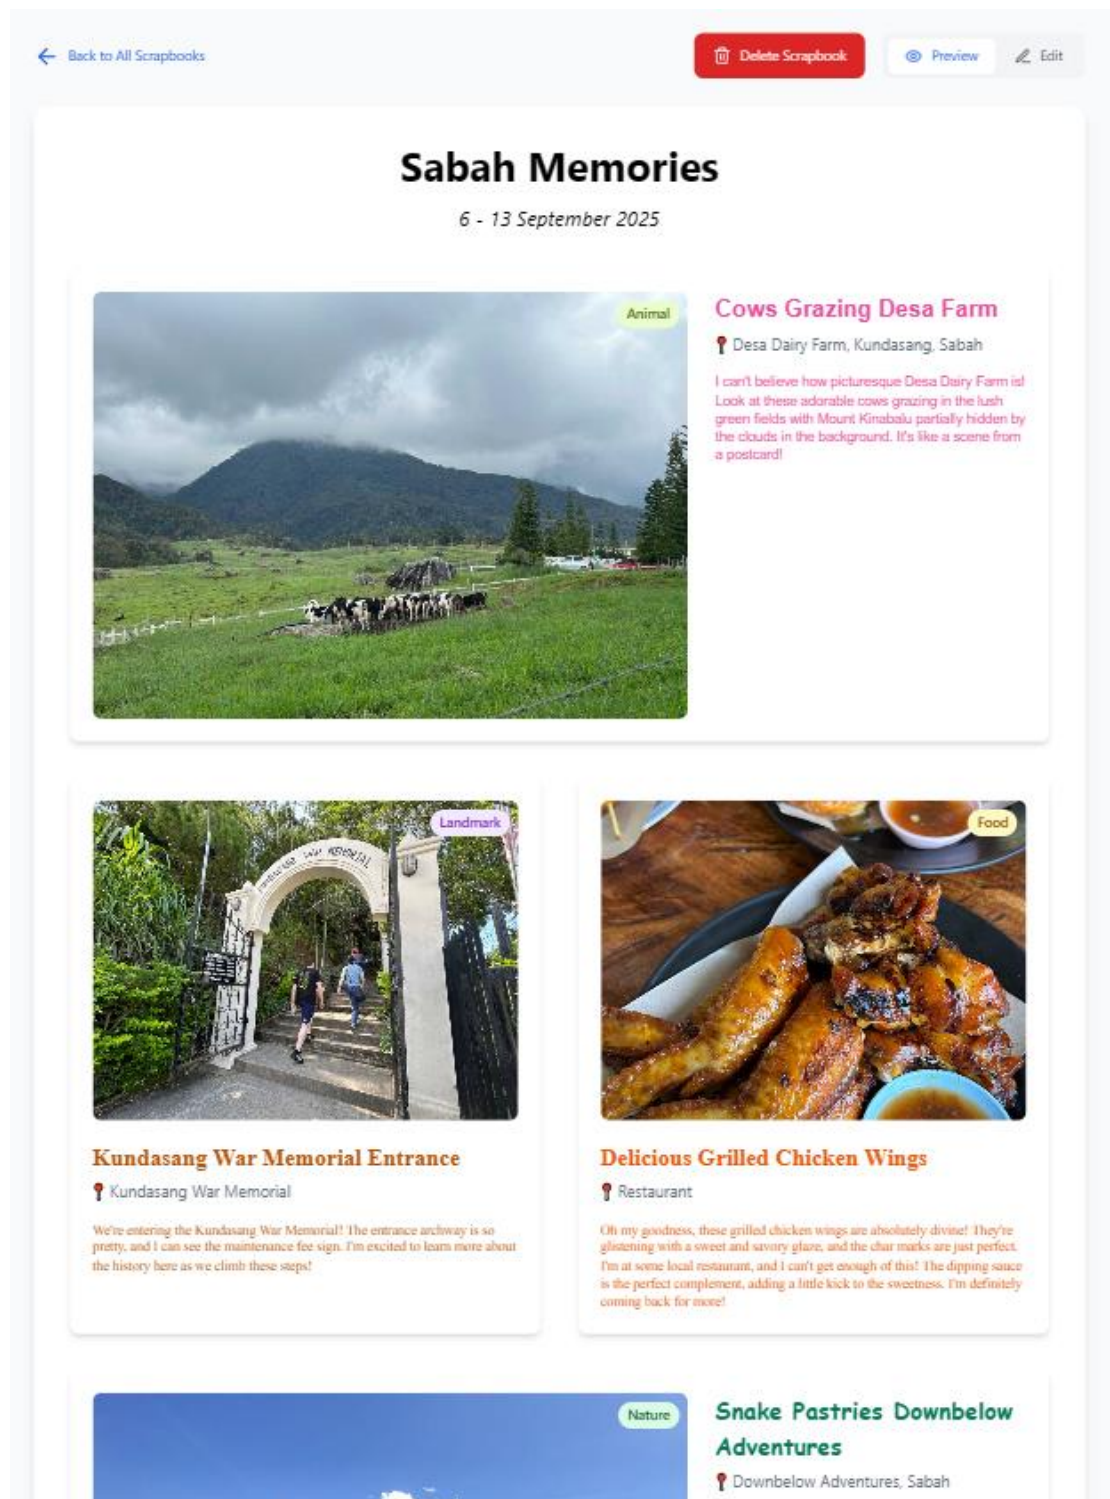 Back to All Scrapbooks
Delete Scrapbook
Preview
Edit
Sabah Memories
6 - 13 September 2025
Animal
Cows Grazing Desa Farm
Desa Dairy Farm, Kundasang, Sabah
I can't believe how picturesque Desa Dairy Farm is!
Look at these adorable cows grazing in the lush
green fields with Mount Kinabalu partially hidden by
the clouds in the background. It's like a scene from
a postcard!
Landmark
KUNDASANG WAR MEMORIAL
Food
Kundasang War Memorial Entrance
Kundasang War Memorial
We're entering the Kundasang War Memorial! The entrance archway is so
pretty, and I can see the maintenance fee sign. I'm excited to learn more about
the history here as we climb these steps!
Delicious Grilled Chicken Wings
Restaurant
Oh my goodness, these grilled chicken wings are absolutely divine! They're
glistening with a sweet and savory glaze, and the char marks are just perfect.
I'm at some local restaurant, and I can't get enough of this! The dipping sauce
is the perfect complement, adding a little kick to the sweetness. I'm definitely
coming back for more!
Nature
Snake Pastries Downbelow
Adventures
Downbelow Adventures, Sabah